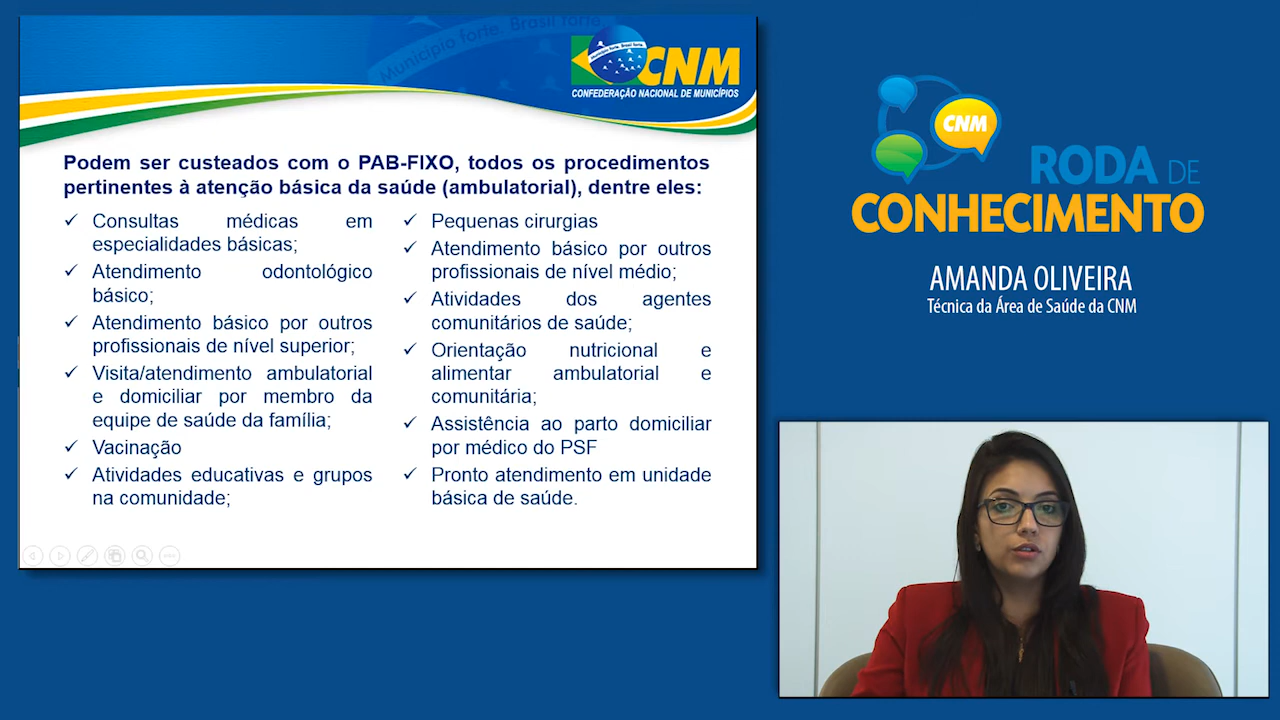 Município forte, Brasil forte.
Município forte, Brasil forte.
CNM
CONFEDERAÇÃO NACIONAL DE MUNICÍPIOS
Podem ser custeados com o PAB-FIXO, todos os procedimentos
pertinentes à atenção básica da saúde (ambulatorial), dentre eles:
✓ Consultas médicas em
especialidades básicas;
✓ Atendimento odontológico
básico;
✓ Atendimento básico por outros
profissionais de nível superior;
✓ Visita/atendimento ambulatorial
e domiciliar por membro da
equipe de saúde da família;
✓ Vacinação
✓ Atividades educativas e grupos
na comunidade;
✓ Pequenas cirurgias
✓ Atendimento básico por outros
profissionais de nível médio;
✓ Atividades dos agentes
comunitários de saúde;
✓ Orientação nutricional e
alimentar ambulatorial e
comunitária;
✓ Assistência ao parto domiciliar
por médico do PSF
✓ Pronto atendimento em unidade
básica de saúde.
CNM
RODA DE
CONHECIMENTO
AMANDA OLIVEIRA
Técnica da Área de Saúde da CNM